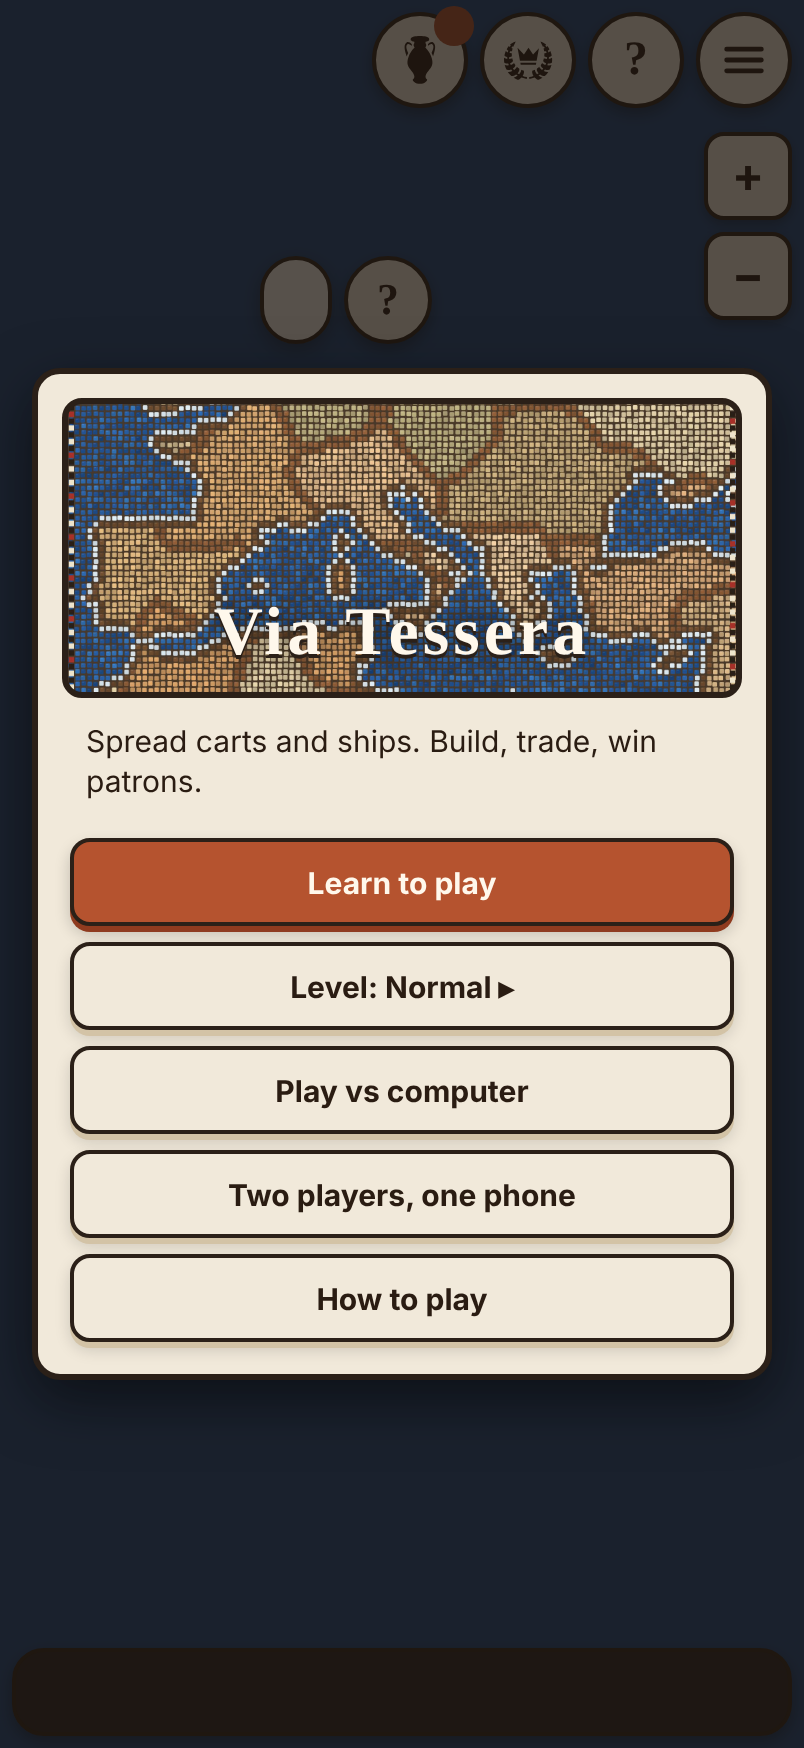 ?
+
−
?
Via Tessera
Spread carts and ships. Build, trade, win
patrons.
Learn to play
Level: Normal ▸
Play vs computer
Two players, one phone
How to play